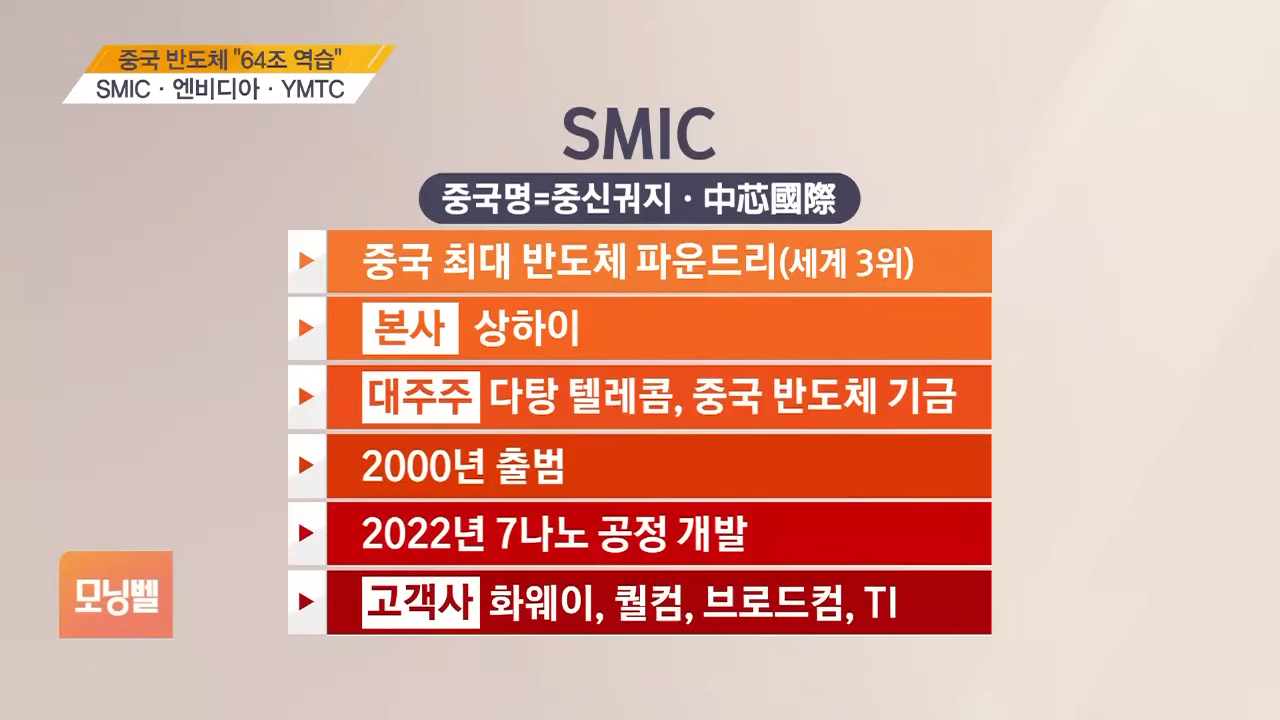 중국 반도체 "64조 역습"
SMIC · 엔비디아 · YMTC
SMIC
중국명=중신궈지 · 中芯國際
중국 최대 반도체 파운드리(세계 3위)
본사 상하이
대주주 다탕 텔레콤, 중국 반도체 기금
2000년 출범
2022년 7나노 공정 개발
고객사 화웨이, 퀄컴, 브로드컴, TI
모닝벨